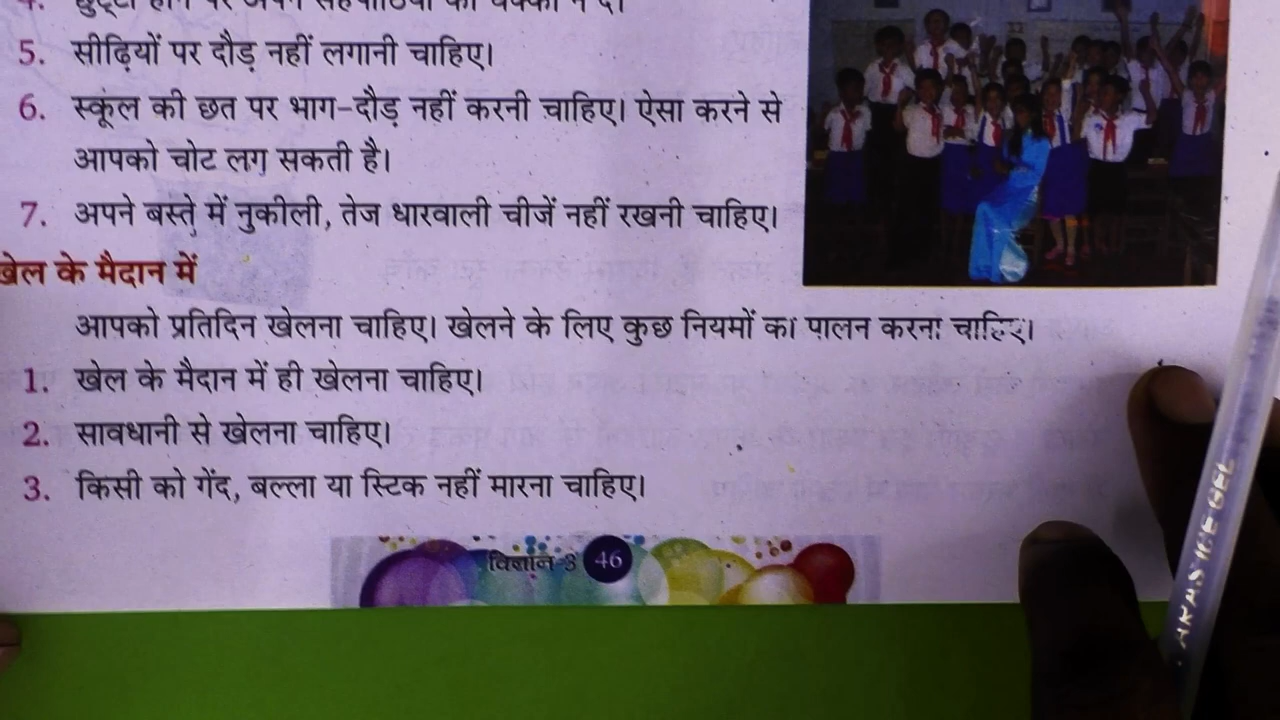 5. सीढ़ियों पर दौड़ नहीं लगानी चाहिए।
6. स्कूल की छत पर भाग-दौड़ नहीं करनी चाहिए। ऐसा करने से
आपको चोट लग सकती है।
7. अपने बस्ते में नुकीली, तेज धारवाली चीजें नहीं रखनी चाहिए।
खेल के मैदान में
आपको प्रतिदिन खेलना चाहिए। खेलने के लिए कुछ नियमों का पालन करना चाहिए।
1. खेल के मैदान में ही खेलना चाहिए।
2. सावधानी से खेलना चाहिए।
3. किसी को गेंद, बल्ला या स्टिक नहीं मारना चाहिए।
विज्ञान-3 46